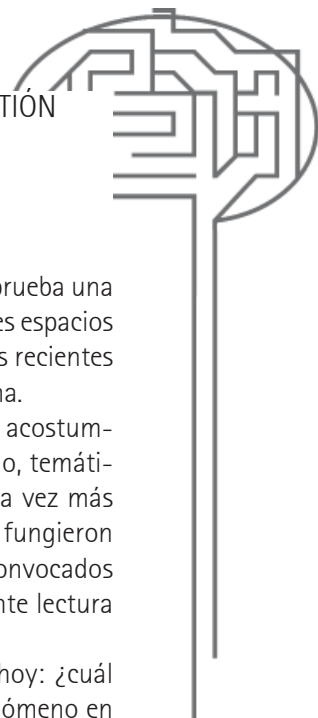 TIÓN
prueba una
es espacios
s recientes
na.
acostum-
o, temáti-
a vez más
fungieron
onvocados
nte lectura
hoy: ¿cuál
ómeno en